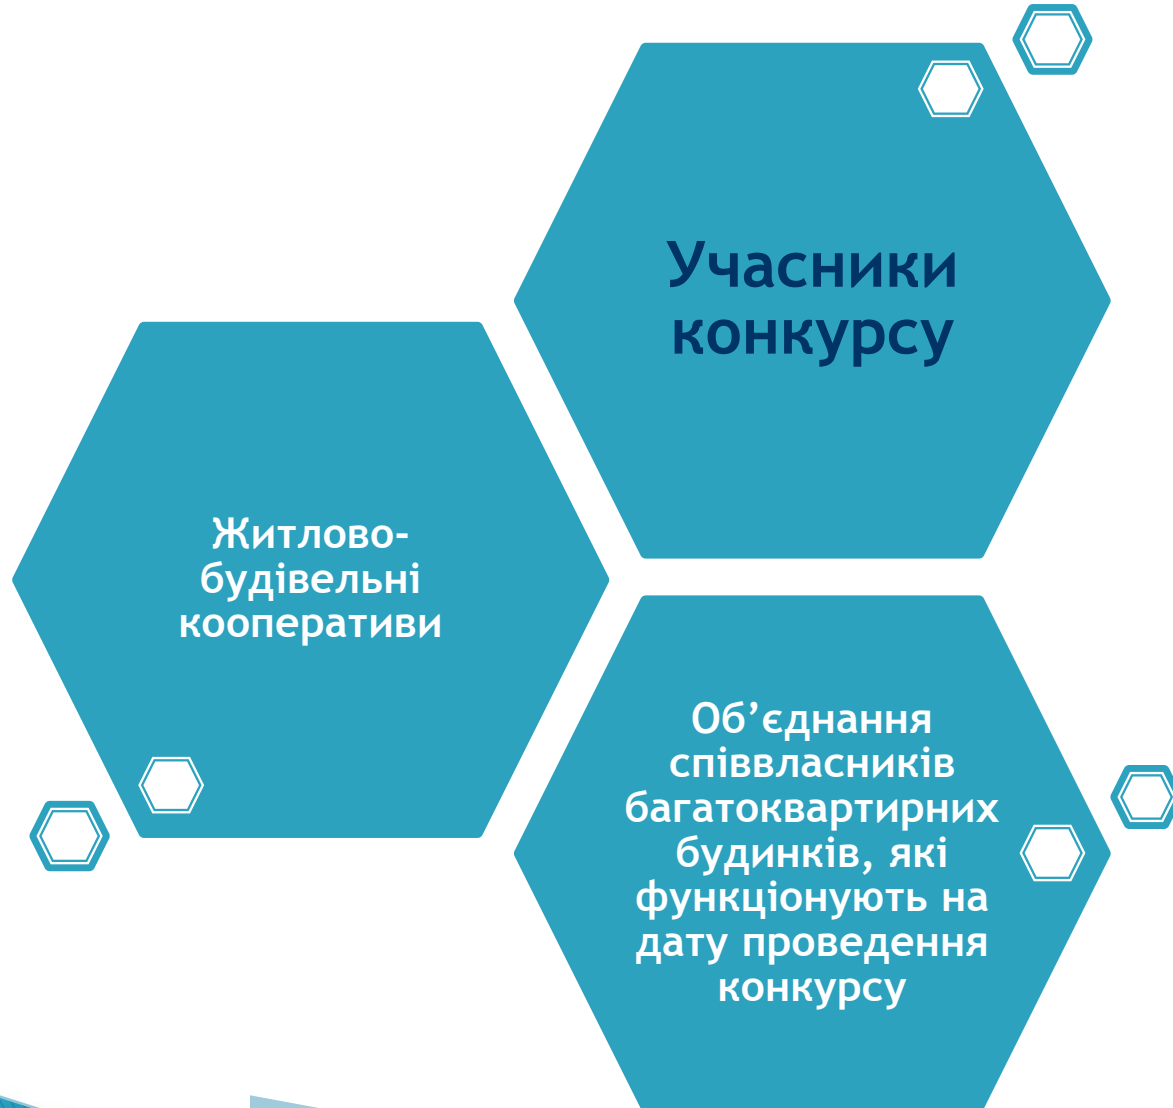 Учасники
конкурсу
Житлово-
будівельні
кооперативи
Об’єднання
співвласників
багатоквартирних
будинків, які
функціонують на
дату проведення
конкурсу